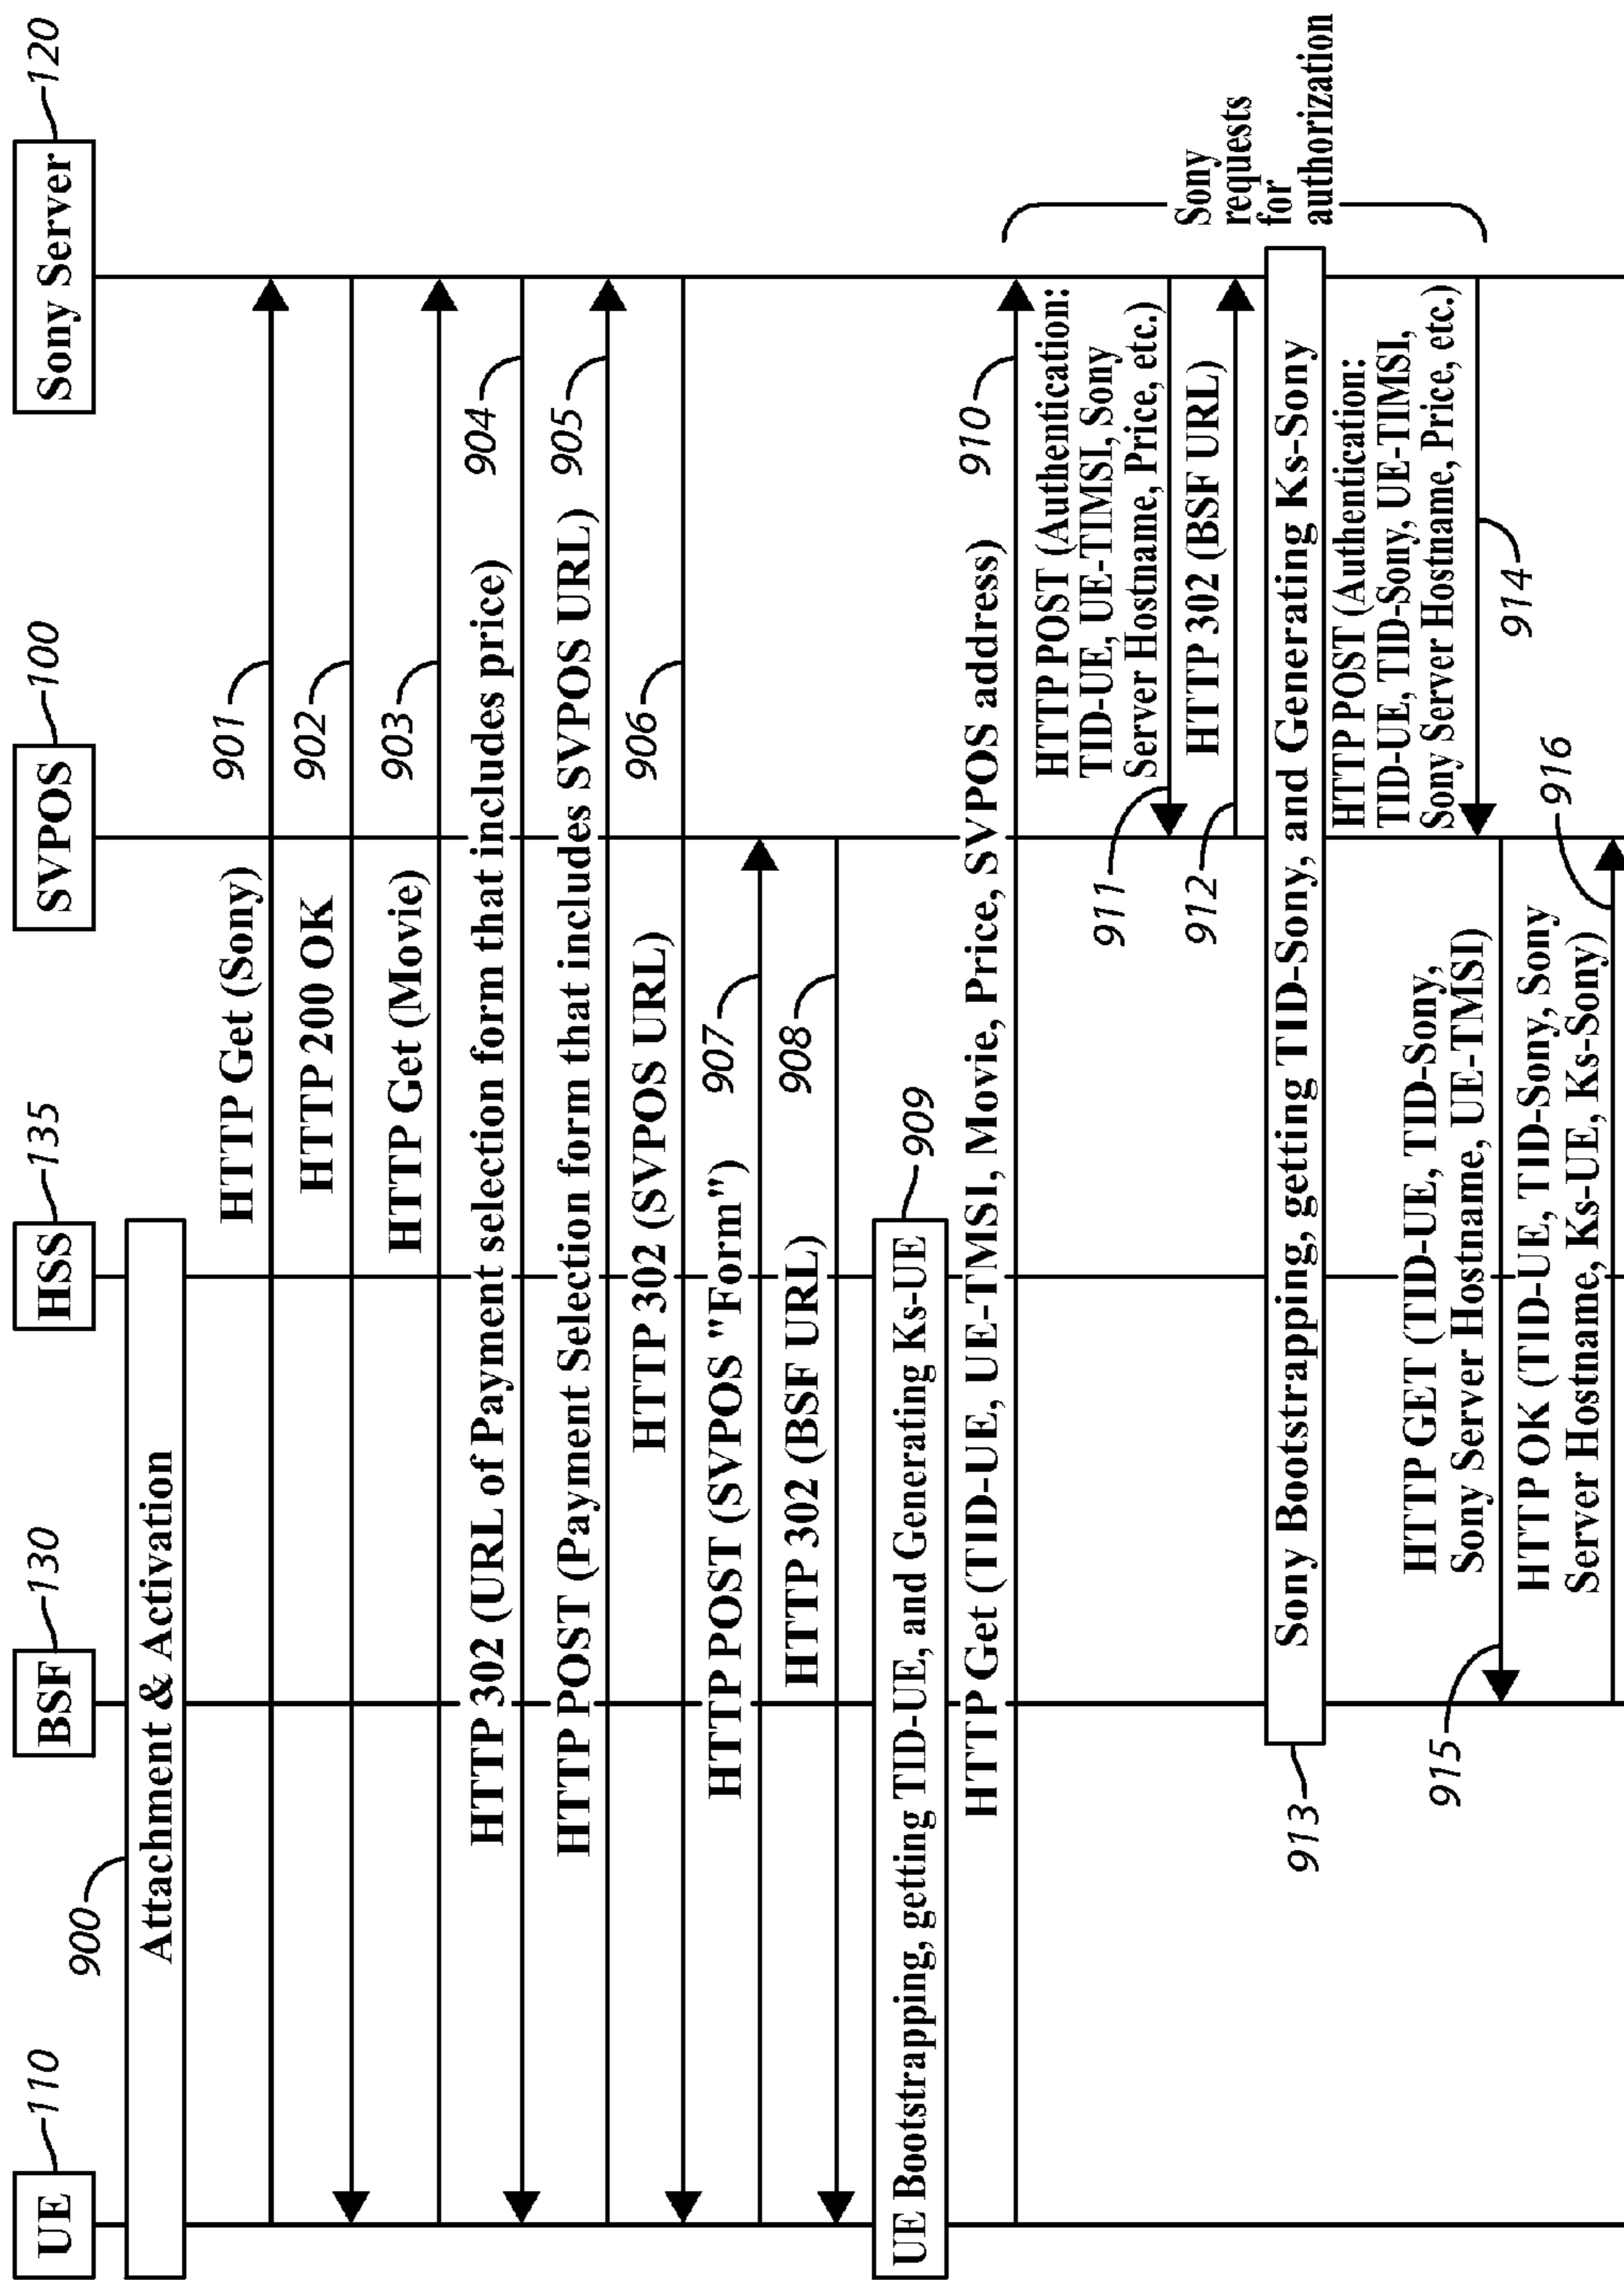 UE
110
BSF
130
HSS
135
SVPOS
100
Sony Server
120
900
Attachment & Activation
HTTP Get (Sony)
901
HTTP 200 OK
902
HTTP Get (Movie)
903
HTTP 302 (URL of Payment selection form that includes price)
904
HTTP POST (Payment Selection form that includes SVPOS URL)
905
HTTP 302 (SVPOS URL)
906
HTTP POST (SVPOS "Form")
907
HTTP 302 (BSF URL)
908
UE Bootstrapping, getting TID-UE, and Generating Ks-UE
909
HTTP Get (TID-UE, UE-TMSI, Movie, Price, SVPOS address)
910
HTTP POST (Authentication:
TID-UE, UE-TIMSI, Sony
Server Hostname, Price, etc.)
911
HTTP 302 (BSF URL)
912
Sony
requests
for
authorization
Sony Bootstrapping, getting TID-Sony, and Generating Ks-Sony
913
HTTP POST (Authentication:
TID-UE, TID-Sony, UE-TIMSI,
Sony Server Hostname, Price, etc.)
914
HTTP GET (TID-UE, TID-Sony,
Sony Server Hostname, UE-TMSI)
915
HTTP OK (TID-UE, TID-Sony, Sony
Server Hostname, Ks-UE, Ks-Sony)
916